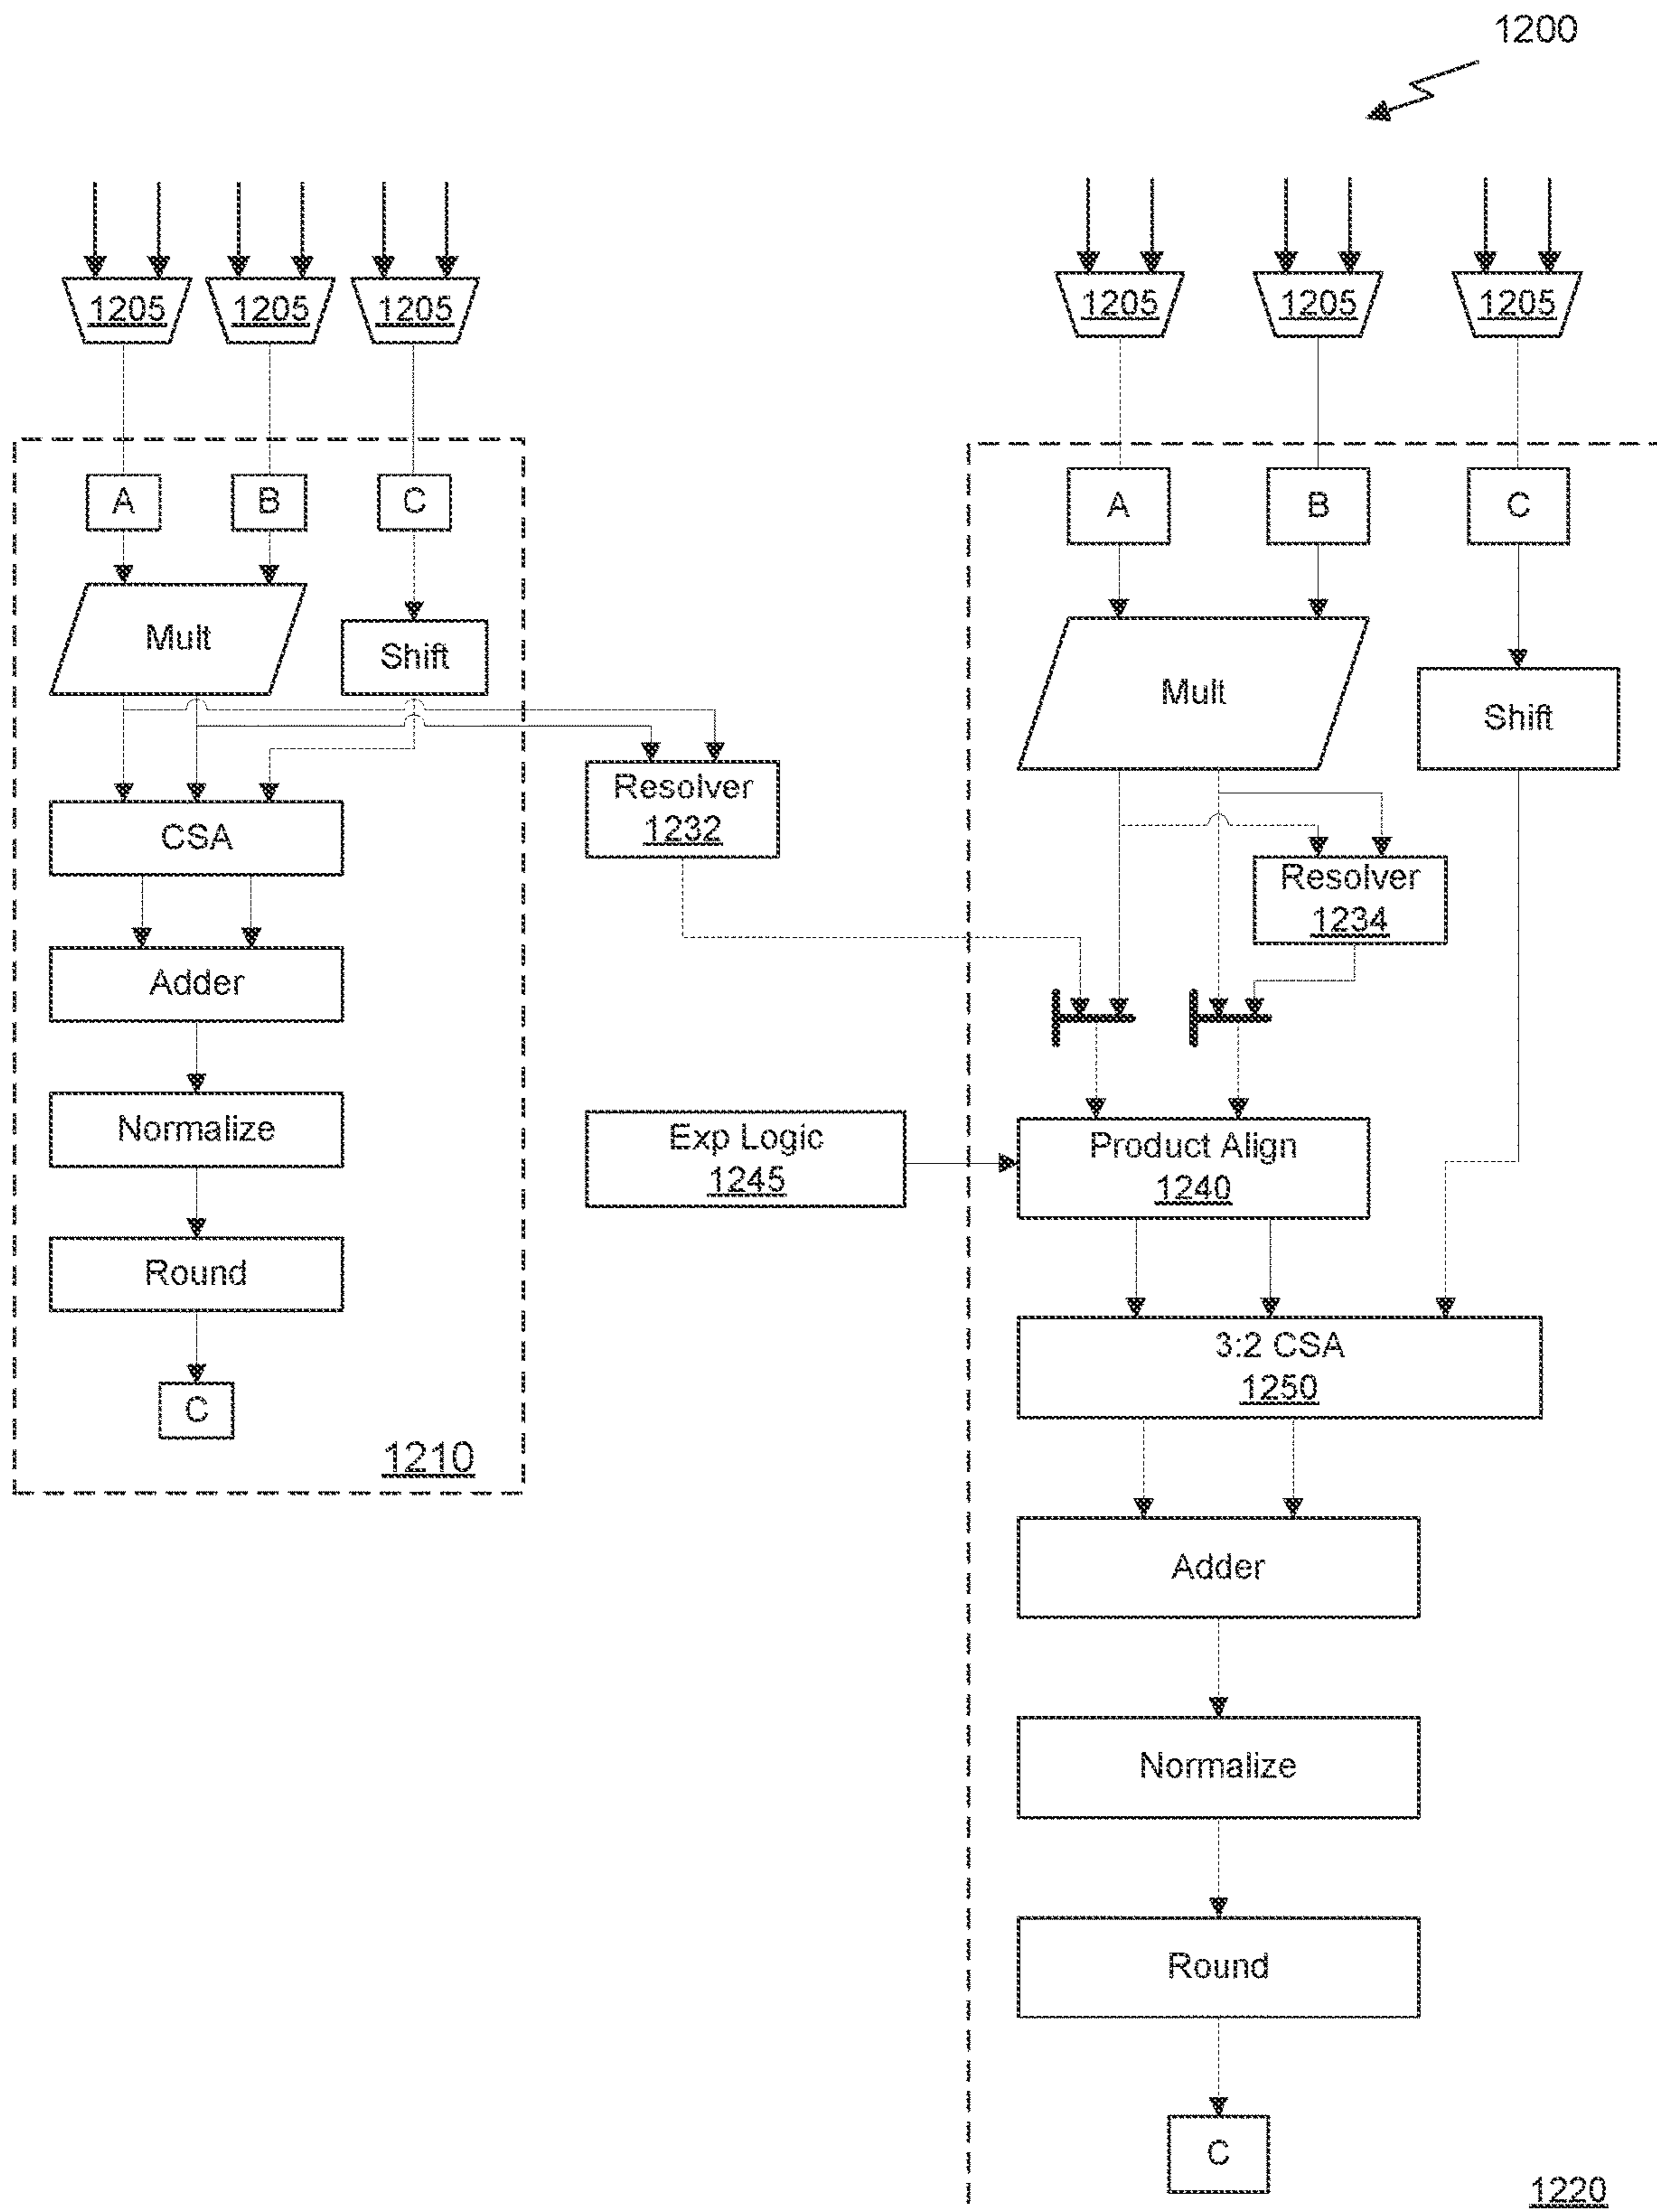 1200
1205 1205 1205
1205 1205 1205
A B C
A B C
Mult
Shift
Mult
Shift
Resolver
1232
CSA
Resolver
1234
Adder
Normalize
Exp Logic
1245
Product Align
1240
Round
3:2 CSA
1250
C
1210
Adder
Normalize
Round
C
1220